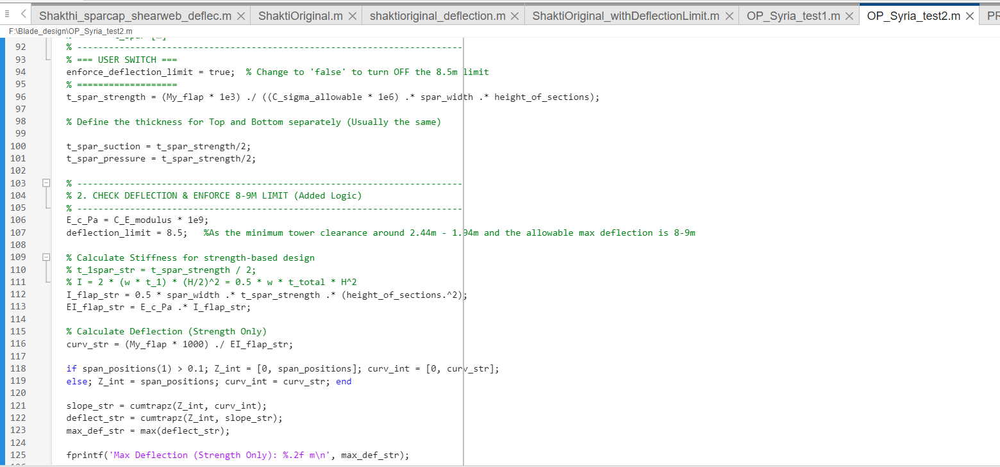 Shakthi_sparcap_shearweb_deflec.m
ShaktiOriginal.m
shaktioriginal_deflection.m
ShaktiOriginal_withDeflectionLimit.m
OP_Syria_test1.m
OP_Syria_test2.m
PR
F:\Blade_design\OP_Syria_test2.m
92 % -------------------------------------------------------------------------
93 % === USER SWITCH ===
94 enforce_deflection_limit = true;  % Change to 'false' to turn OFF the 8.5m limit
95 % ===================
96 t_spar_strength = (My_flap * 1e3) ./ ((C_sigma_allowable * 1e6) .* spar_width .* height_of_sections);
97
98 % Define the thickness for Top and Bottom separately (Usually the same)
99
100 t_spar_suction = t_spar_strength/2;
101 t_spar_pressure = t_spar_strength/2;
102
103 % -------------------------------------------------------------------------
104 % 2. CHECK DEFLECTION & ENFORCE 8-9M LIMIT (Added Logic)
105 % -------------------------------------------------------------------------
106 E_c_Pa = C_E_modulus * 1e9;
107 deflection_limit = 8.5;   %As the minimum tower clearance around 2.44m - 1.94m and the allowable max deflection is 8-9m
108
109 % Calculate Stiffness for strength-based design
110 % t_1spar_str = t_spar_strength / 2;
111 % I = 2 * (w * t_1) * (H/2)^2 = 0.5 * w * t_total * H^2
112 I_flap_str = 0.5 * spar_width .* t_spar_strength .* (height_of_sections.^2);
113 EI_flap_str = E_c_Pa .* I_flap_str;
114
115 % Calculate Deflection (Strength Only)
116 curv_str = (My_flap * 1000) ./ EI_flap_str;
117
118 if span_positions(1) > 0.1; Z_int = [0, span_positions]; curv_int = [0, curv_str];
119 else; Z_int = span_positions; curv_int = curv_str; end
120
121 slope_str = cumtrapz(Z_int, curv_int);
122 deflect_str = cumtrapz(Z_int, slope_str);
123 max_def_str = max(deflect_str);
124
125 fprintf('Max Deflection (Strength Only): %.2f m\n', max_def_str);